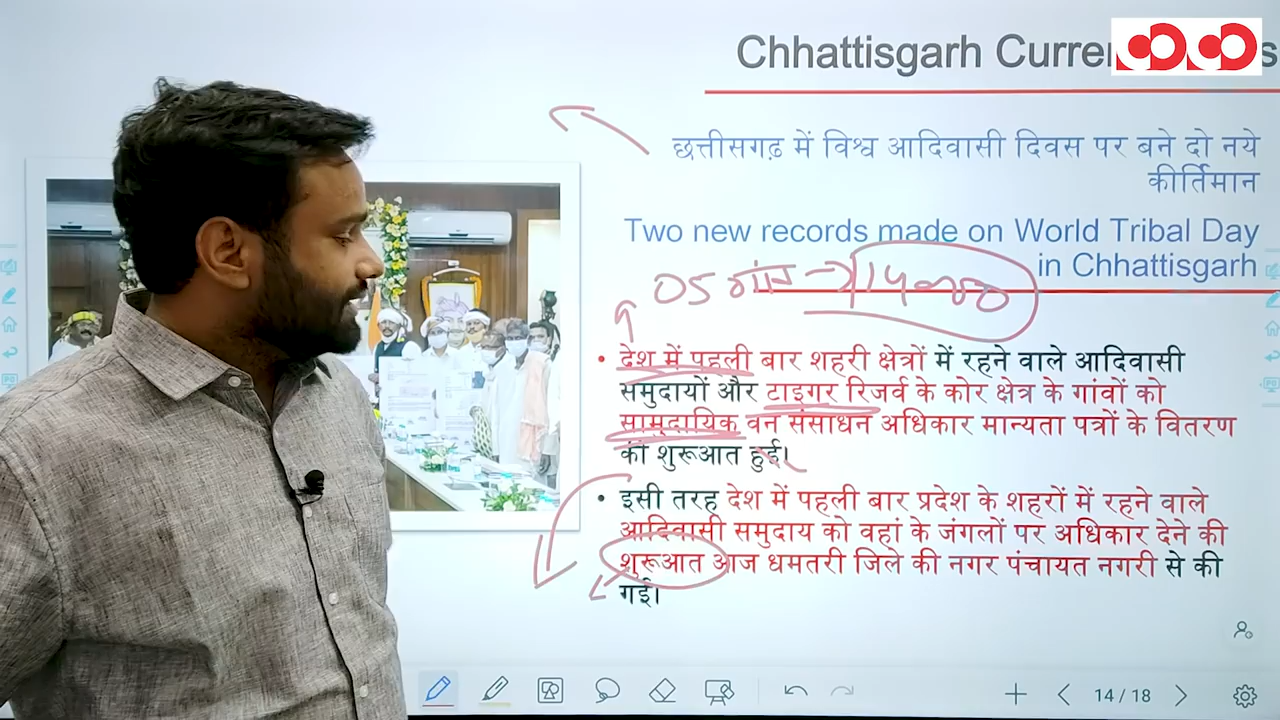 Chhattisgarh Curren
छत्तीसगढ़ में विश्व आदिवासी दिवस पर बने दो नये
कीर्तिमान
Two new records made on World Tribal Day
in Chhattisgarh
05 गांव
• देश में पहली बार शहरी क्षेत्रों में रहने वाले आदिवासी
समुदायों और टाइगर रिजर्व के कोर क्षेत्र के गांवों को
सामुदायिक वन संसाधन अधिकार मान्यता पत्रों के वितरण
की शुरूआत हुई।
• इसी तरह देश में पहली बार प्रदेश के शहरों में रहने वाले
आदिवासी समुदाय को वहां के जंगलों पर अधिकार देने की
शुरूआत आज धमतरी जिले की नगर पंचायत नगरी से की
गई।
14 / 18